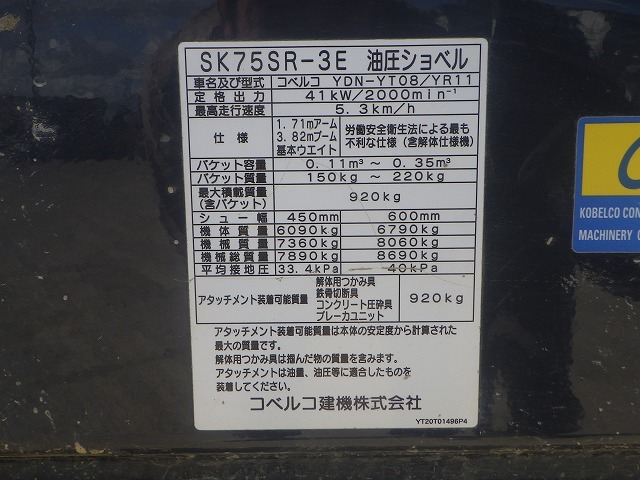 SK75SR-3E 油圧ショベル
車名及び型式 コベルコ YDN-YT08/YR11
定格出力 41kW/2000min⁻¹
最高走行速度 5.3km/h
仕様 1.71mアーム 3.82mブーム 基本ウエイト 労働安全衛生法による最も不利な仕様(含解体仕様機)
バケット容量 0.11m³ ～ 0.35m³
バケット質量 150kg ～ 220kg
最大積載質量(含バケット) 920kg
シュー幅 450mm 600mm
機体質量 6090kg 6790kg
機械質量 7360kg 8060kg
機械総質量 7890kg 8690kg
平均接地圧 33.4kPa 40kPa
アタッチメント装着可能質量 解体用つかみ具 鉄骨切断具 コンクリート圧砕具 ブレーカユニット 920kg
アタッチメント装着可能質量は本体の安定度から計算された
最大の質量です。
解体用つかみ具は掴んだ物の質量を含みます。
アタッチメントは油量、油圧等に適合したものを
装着してください。
コベルコ建機株式会社
YT20T01496P4
KOBELCO CON
MACHINERY C